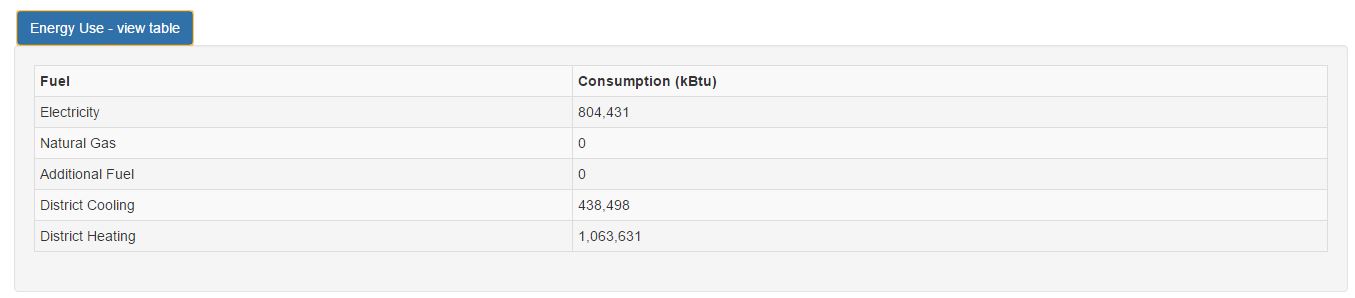 Energy Use - view table
Fuel Consumption (kBtu)
Electricity 804,431
Natural Gas 0
Additional Fuel 0
District Cooling 438,498
District Heating 1,063,631